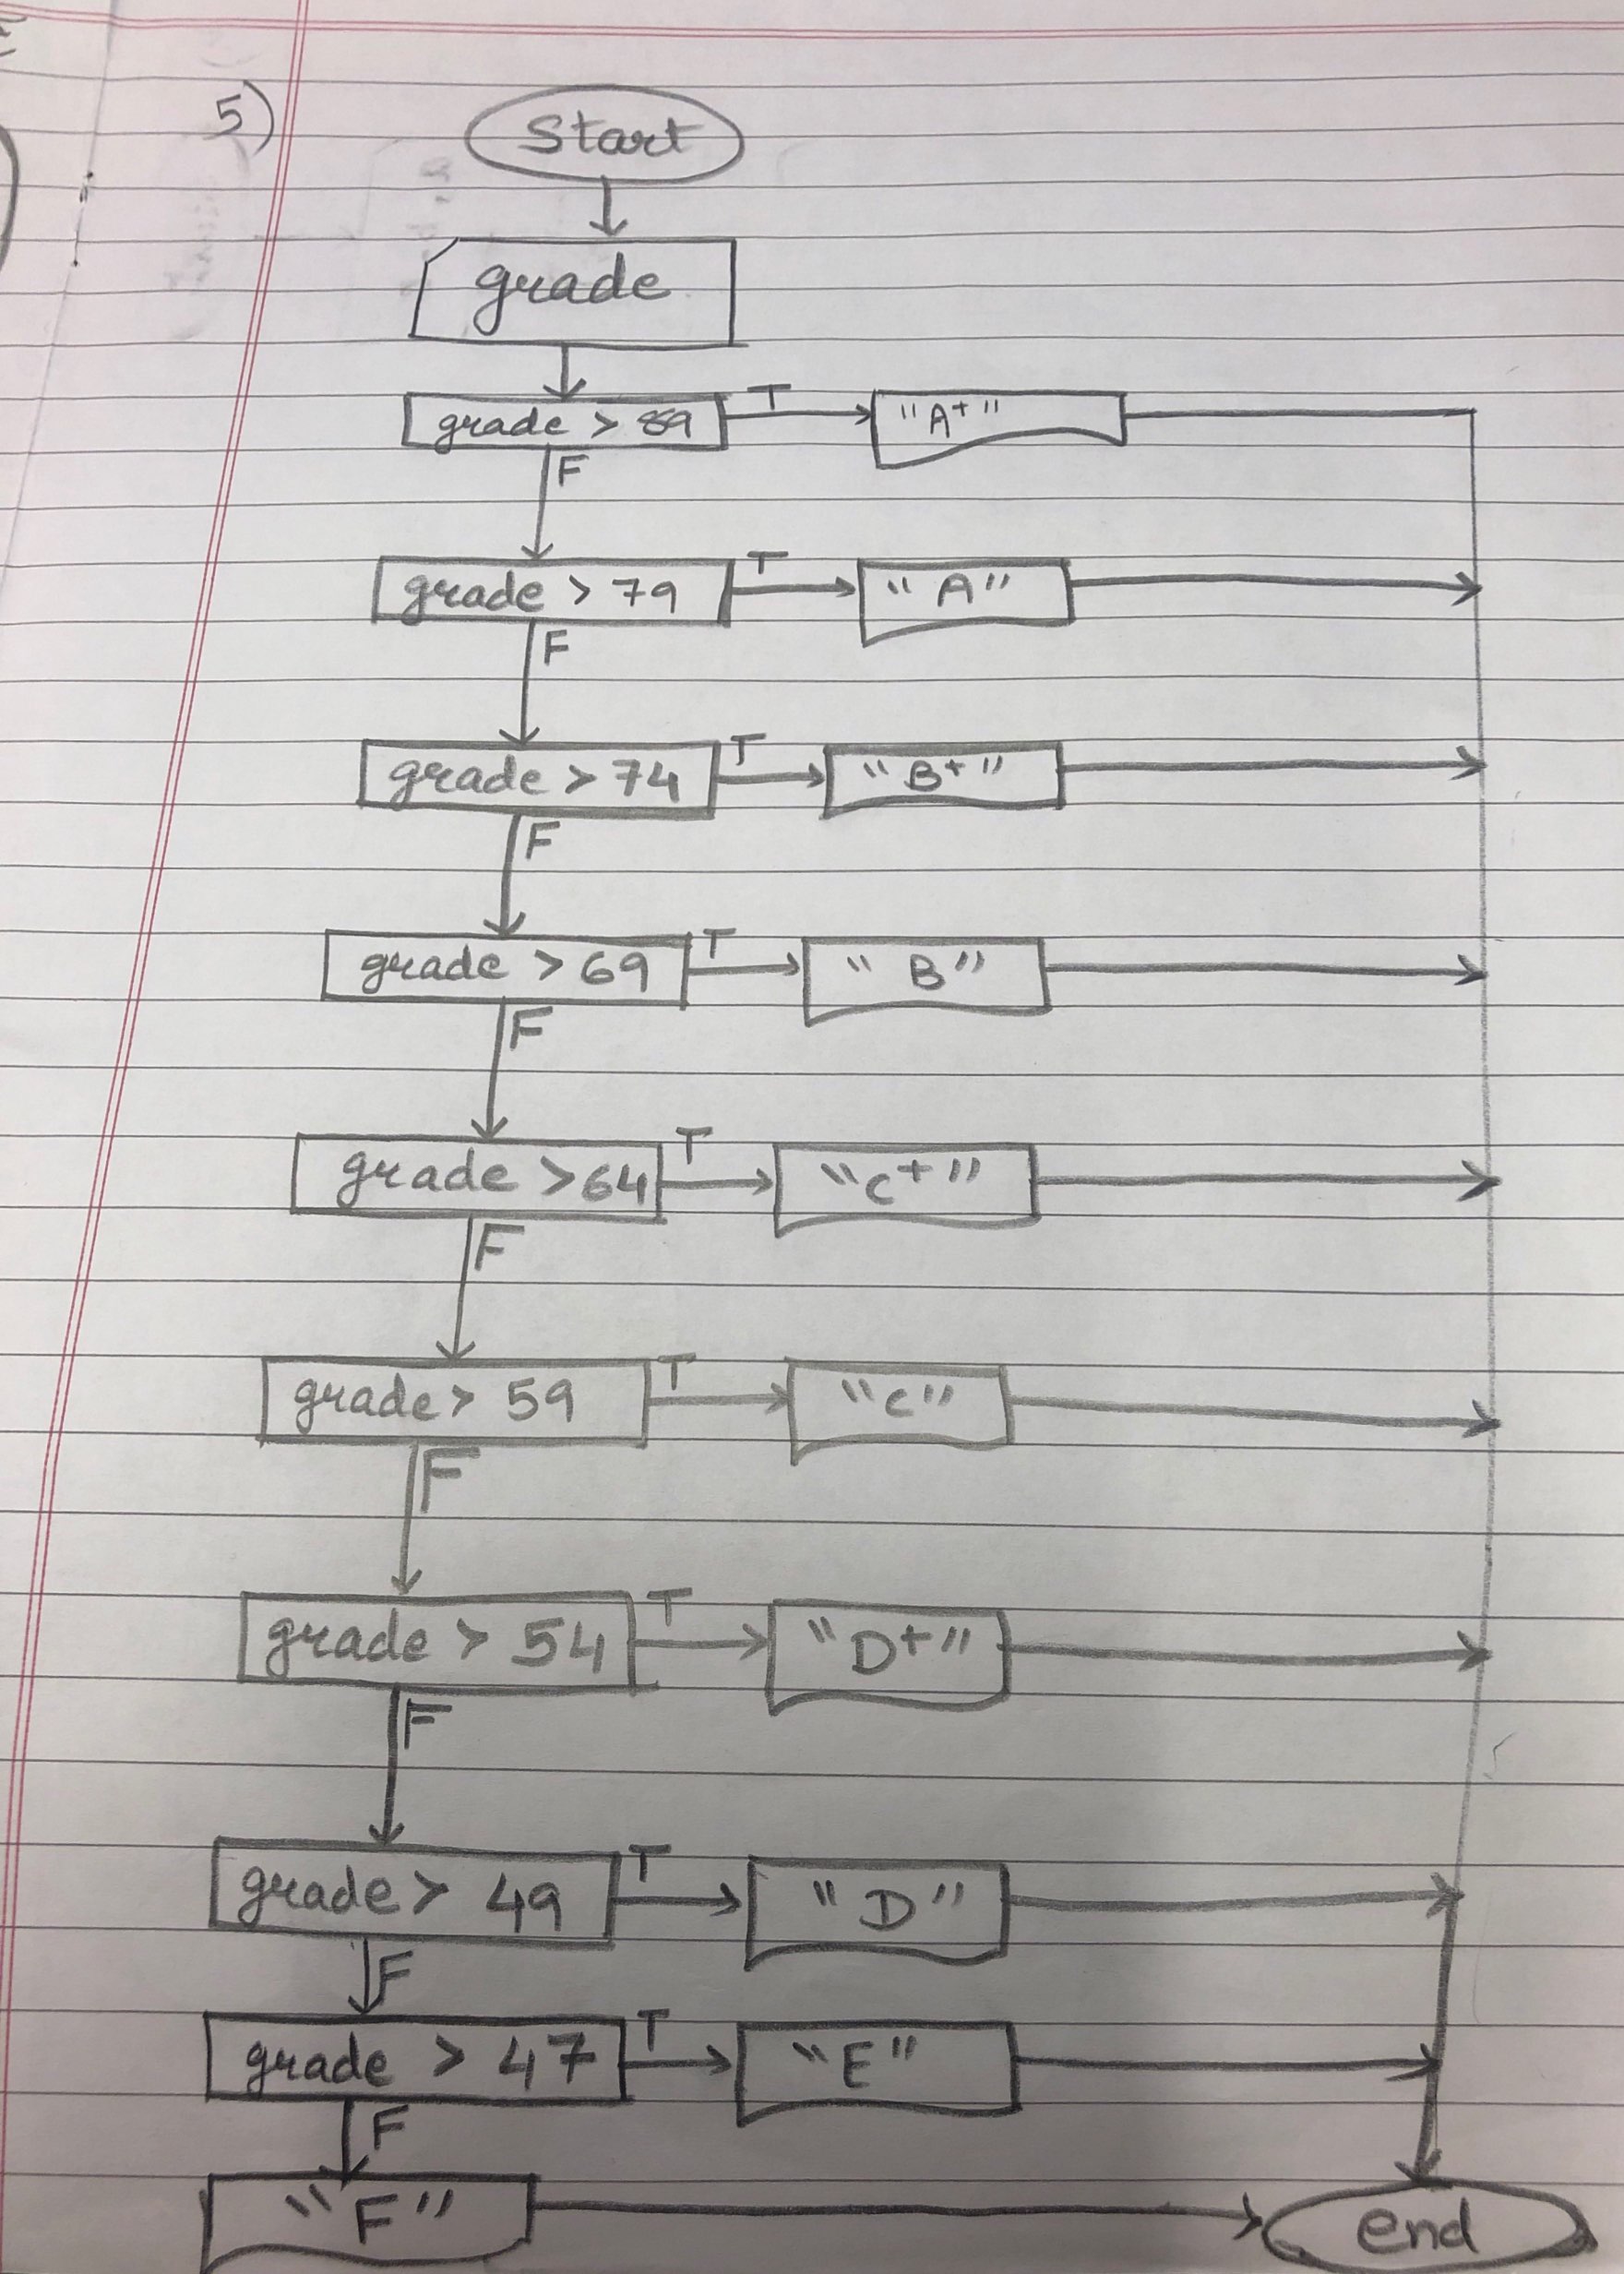 5)
Start
grade
grade > 89 T "A+"
F
grade > 79 T "A"
F
grade > 74 T "B+"
F
grade > 69 T "B"
F
grade > 64 T "C+"
F
grade > 59 T "C"
F
grade > 54 T "D+"
F
grade > 49 T "D"
F
grade > 47 T "E"
F
"F" end